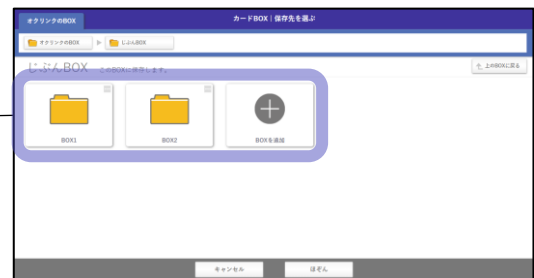 オクリンクのBOX
カードBOX｜保存先を選ぶ
オクリンクのBOX
じぶんBOX
じぶんBOX このBOXに保存します。
上のBOXに戻る
BOX1
BOX2
BOXを追加
キャンセル
ほぞん